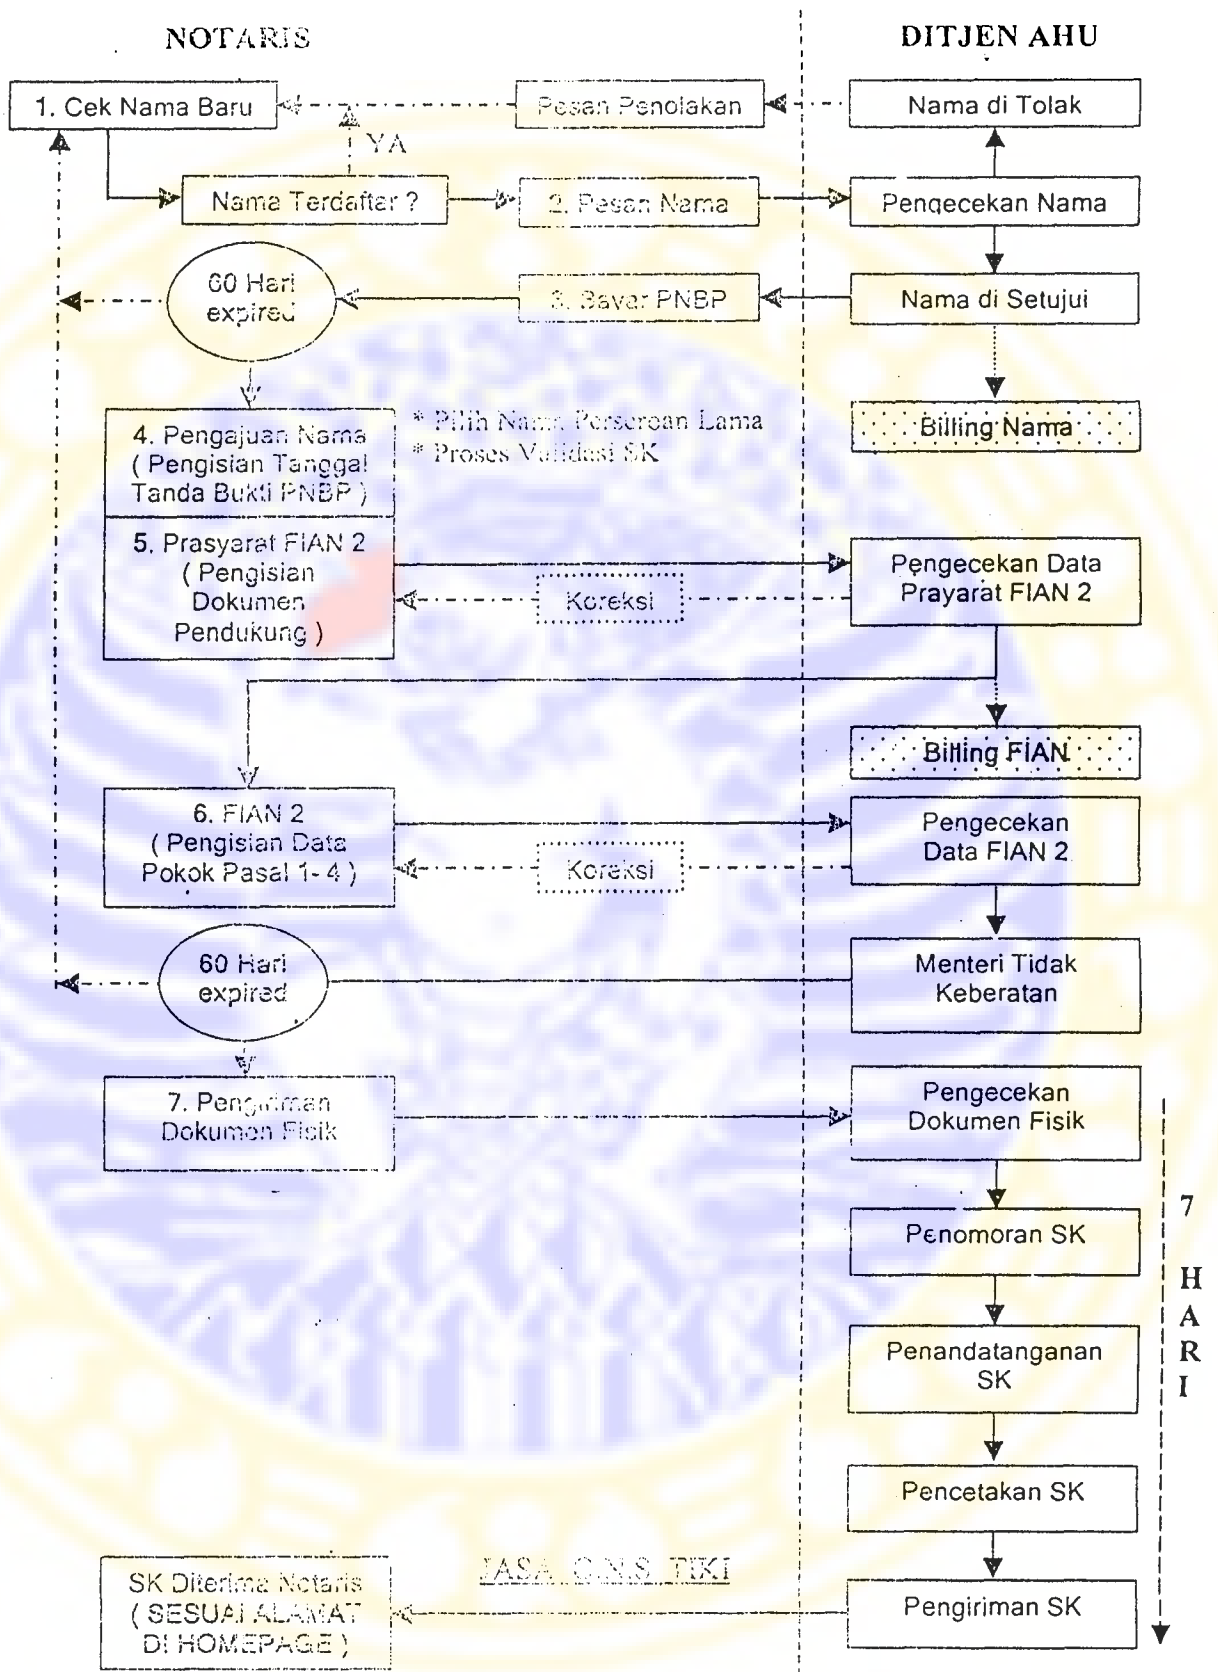 NOTARIS
DITJEN AHU
1. Cek Nama Baru
Pesan Penolakan
Nama di Tolak
YA
Nama Terdaftar ?
2. Pesan Nama
Pengecekan Nama
60 Hari
expired
3. Bayar PNBP
Nama di Setujui
4. Pengajuan Nama
( Pengisian Tanggal
Tanda Bukti PNBP )
* Pilih Nama Perseroan Lama
* Proses Validasi SK
Billing Nama
5. Prasyarat FIAN 2
( Pengisian
Dokumen
Pendukung )
Koreksi
Pengecekan Data
Prayarat FIAN 2
Billing FIAN
6. FIAN 2
( Pengisian Data
Pokok Pasal 1- 4 )
Koreksi
Pengecekan
Data FIAN 2
60 Hari
expired
Menteri Tidak
Keberatan
7. Pengiriman
Dokumen Fisik
Pengecekan
Dokumen Fisik
7
H
A
R
I
Penomoran SK
Penandatanganan
SK
Pencetakan SK
SK Diterima Notaris
( SESUAI ALAMAT
DI HOMEPAGE )
JASA C.N.S TIKI
Pengiriman SK